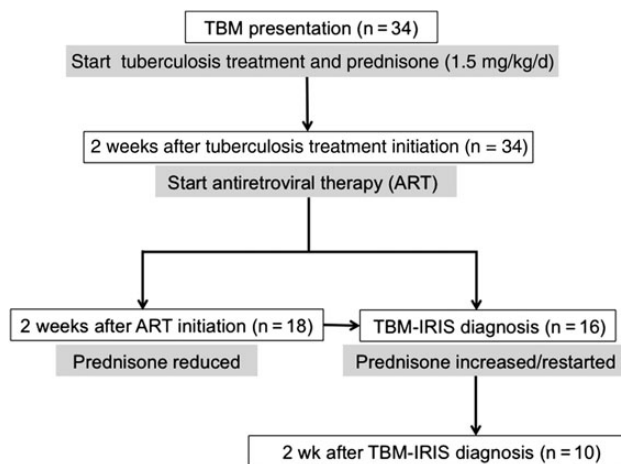 TBM presentation (n = 34)
Start tuberculosis treatment and prednisone (1.5 mg/kg/d)
2 weeks after tuberculosis treatment initiation (n = 34)
Start antiretroviral therapy (ART)
2 weeks after ART initiation (n = 18)
Prednisone reduced
TBM-IRIS diagnosis (n = 16)
Prednisone increased/restarted
2 wk after TBM-IRIS diagnosis (n = 10)